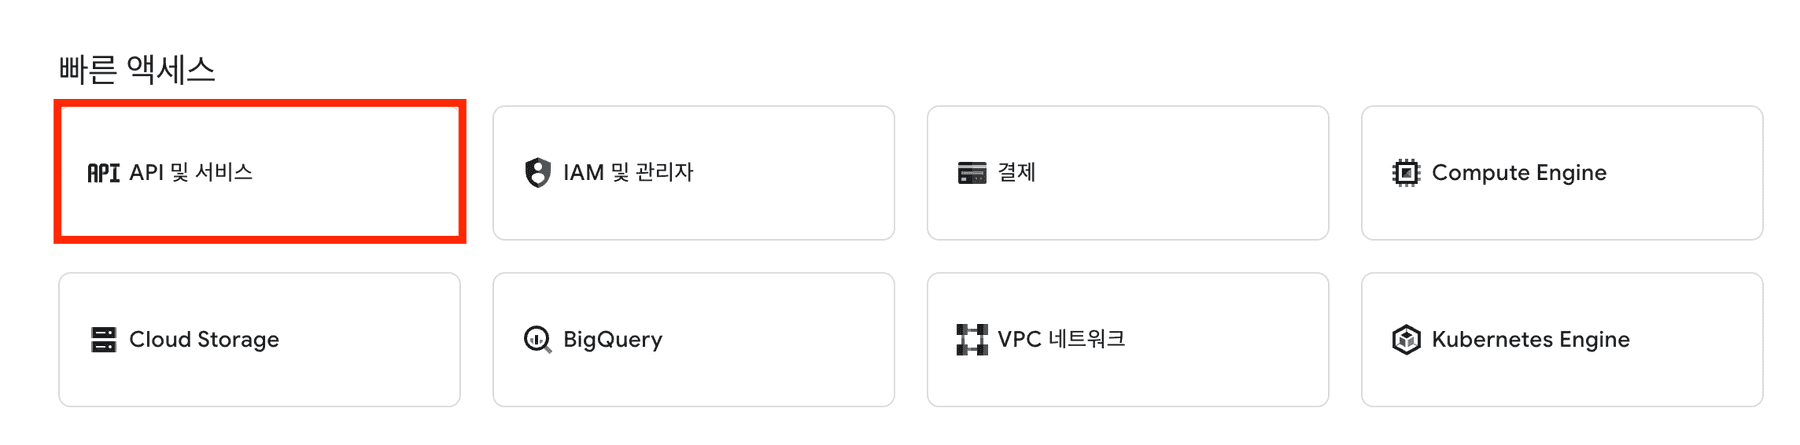 빠른 액세스
API API 및 서비스
IAM 및 관리자
결제
Compute Engine
Cloud Storage
BigQuery
VPC 네트워크
Kubernetes Engine